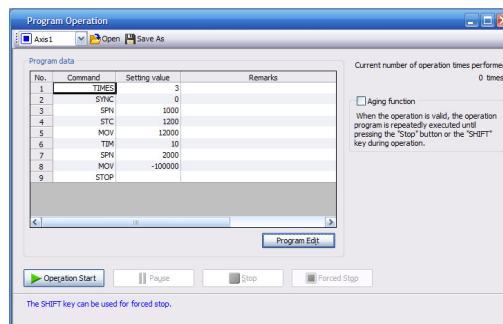 Program Operation
Axis1 Open Save As
Program data
No. Command Setting value Remarks
1 TIMES 3
2 SYNC 0
3 SPN 1000
4 STC 1200
5 MOV 12000
6 TIM 10
7 SPN 2000
8 MOV -100000
9 STOP
Program Edit
Current number of operation times performed
0 times
Aging function
When the operation is valid, the operation
program is repeatedly executed until
pressing the "Stop" button or the "SHIFT"
key during operation.
Operation Start Pause Stop Forced Stop
The SHIFT key can be used for forced stop.